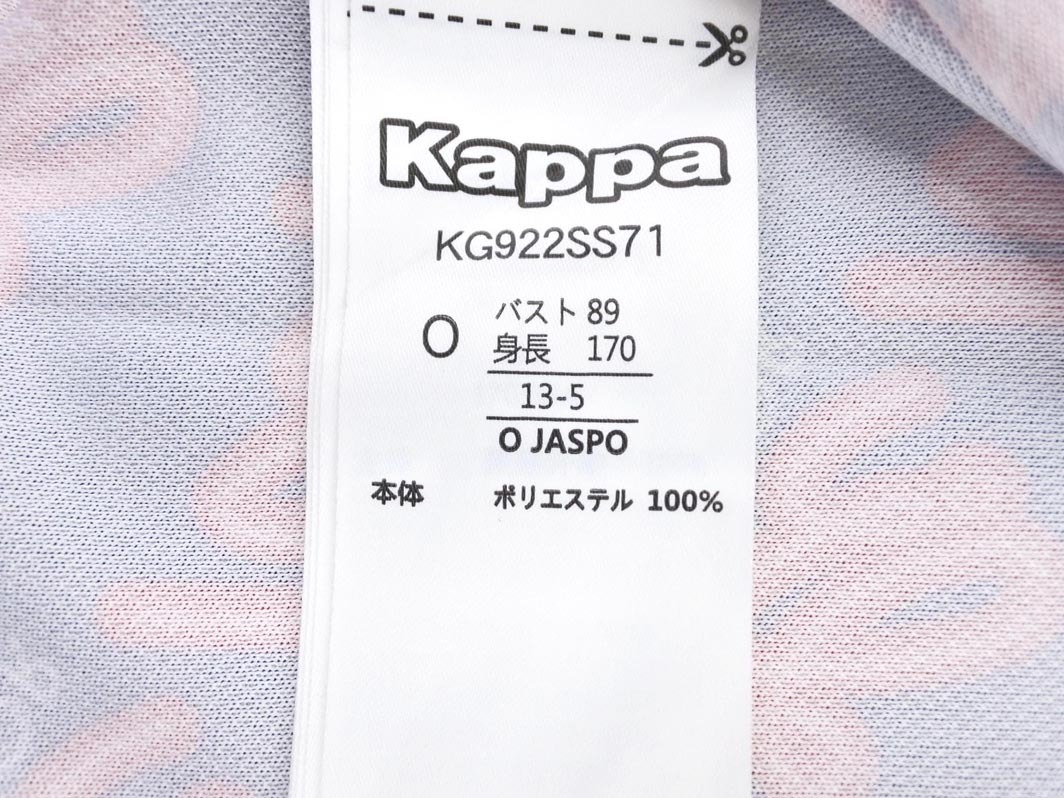 Kappa
KG922SS71
O
バスト 89
身長 170
13-5
O JASPO
本体 ポリエステル 100%